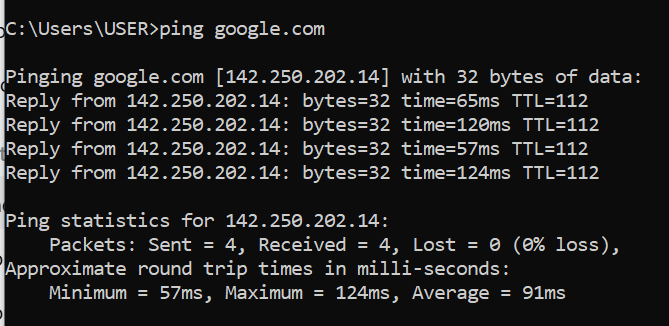 C:\Users\USER>ping google.com
Pinging google.com [142.250.202.14] with 32 bytes of data:
Reply from 142.250.202.14: bytes=32 time=65ms TTL=112
Reply from 142.250.202.14: bytes=32 time=120ms TTL=112
Reply from 142.250.202.14: bytes=32 time=57ms TTL=112
Reply from 142.250.202.14: bytes=32 time=124ms TTL=112
Ping statistics for 142.250.202.14:
    Packets: Sent = 4, Received = 4, Lost = 0 (0% loss),
Approximate round trip times in milli-seconds:
    Minimum = 57ms, Maximum = 124ms, Average = 91ms